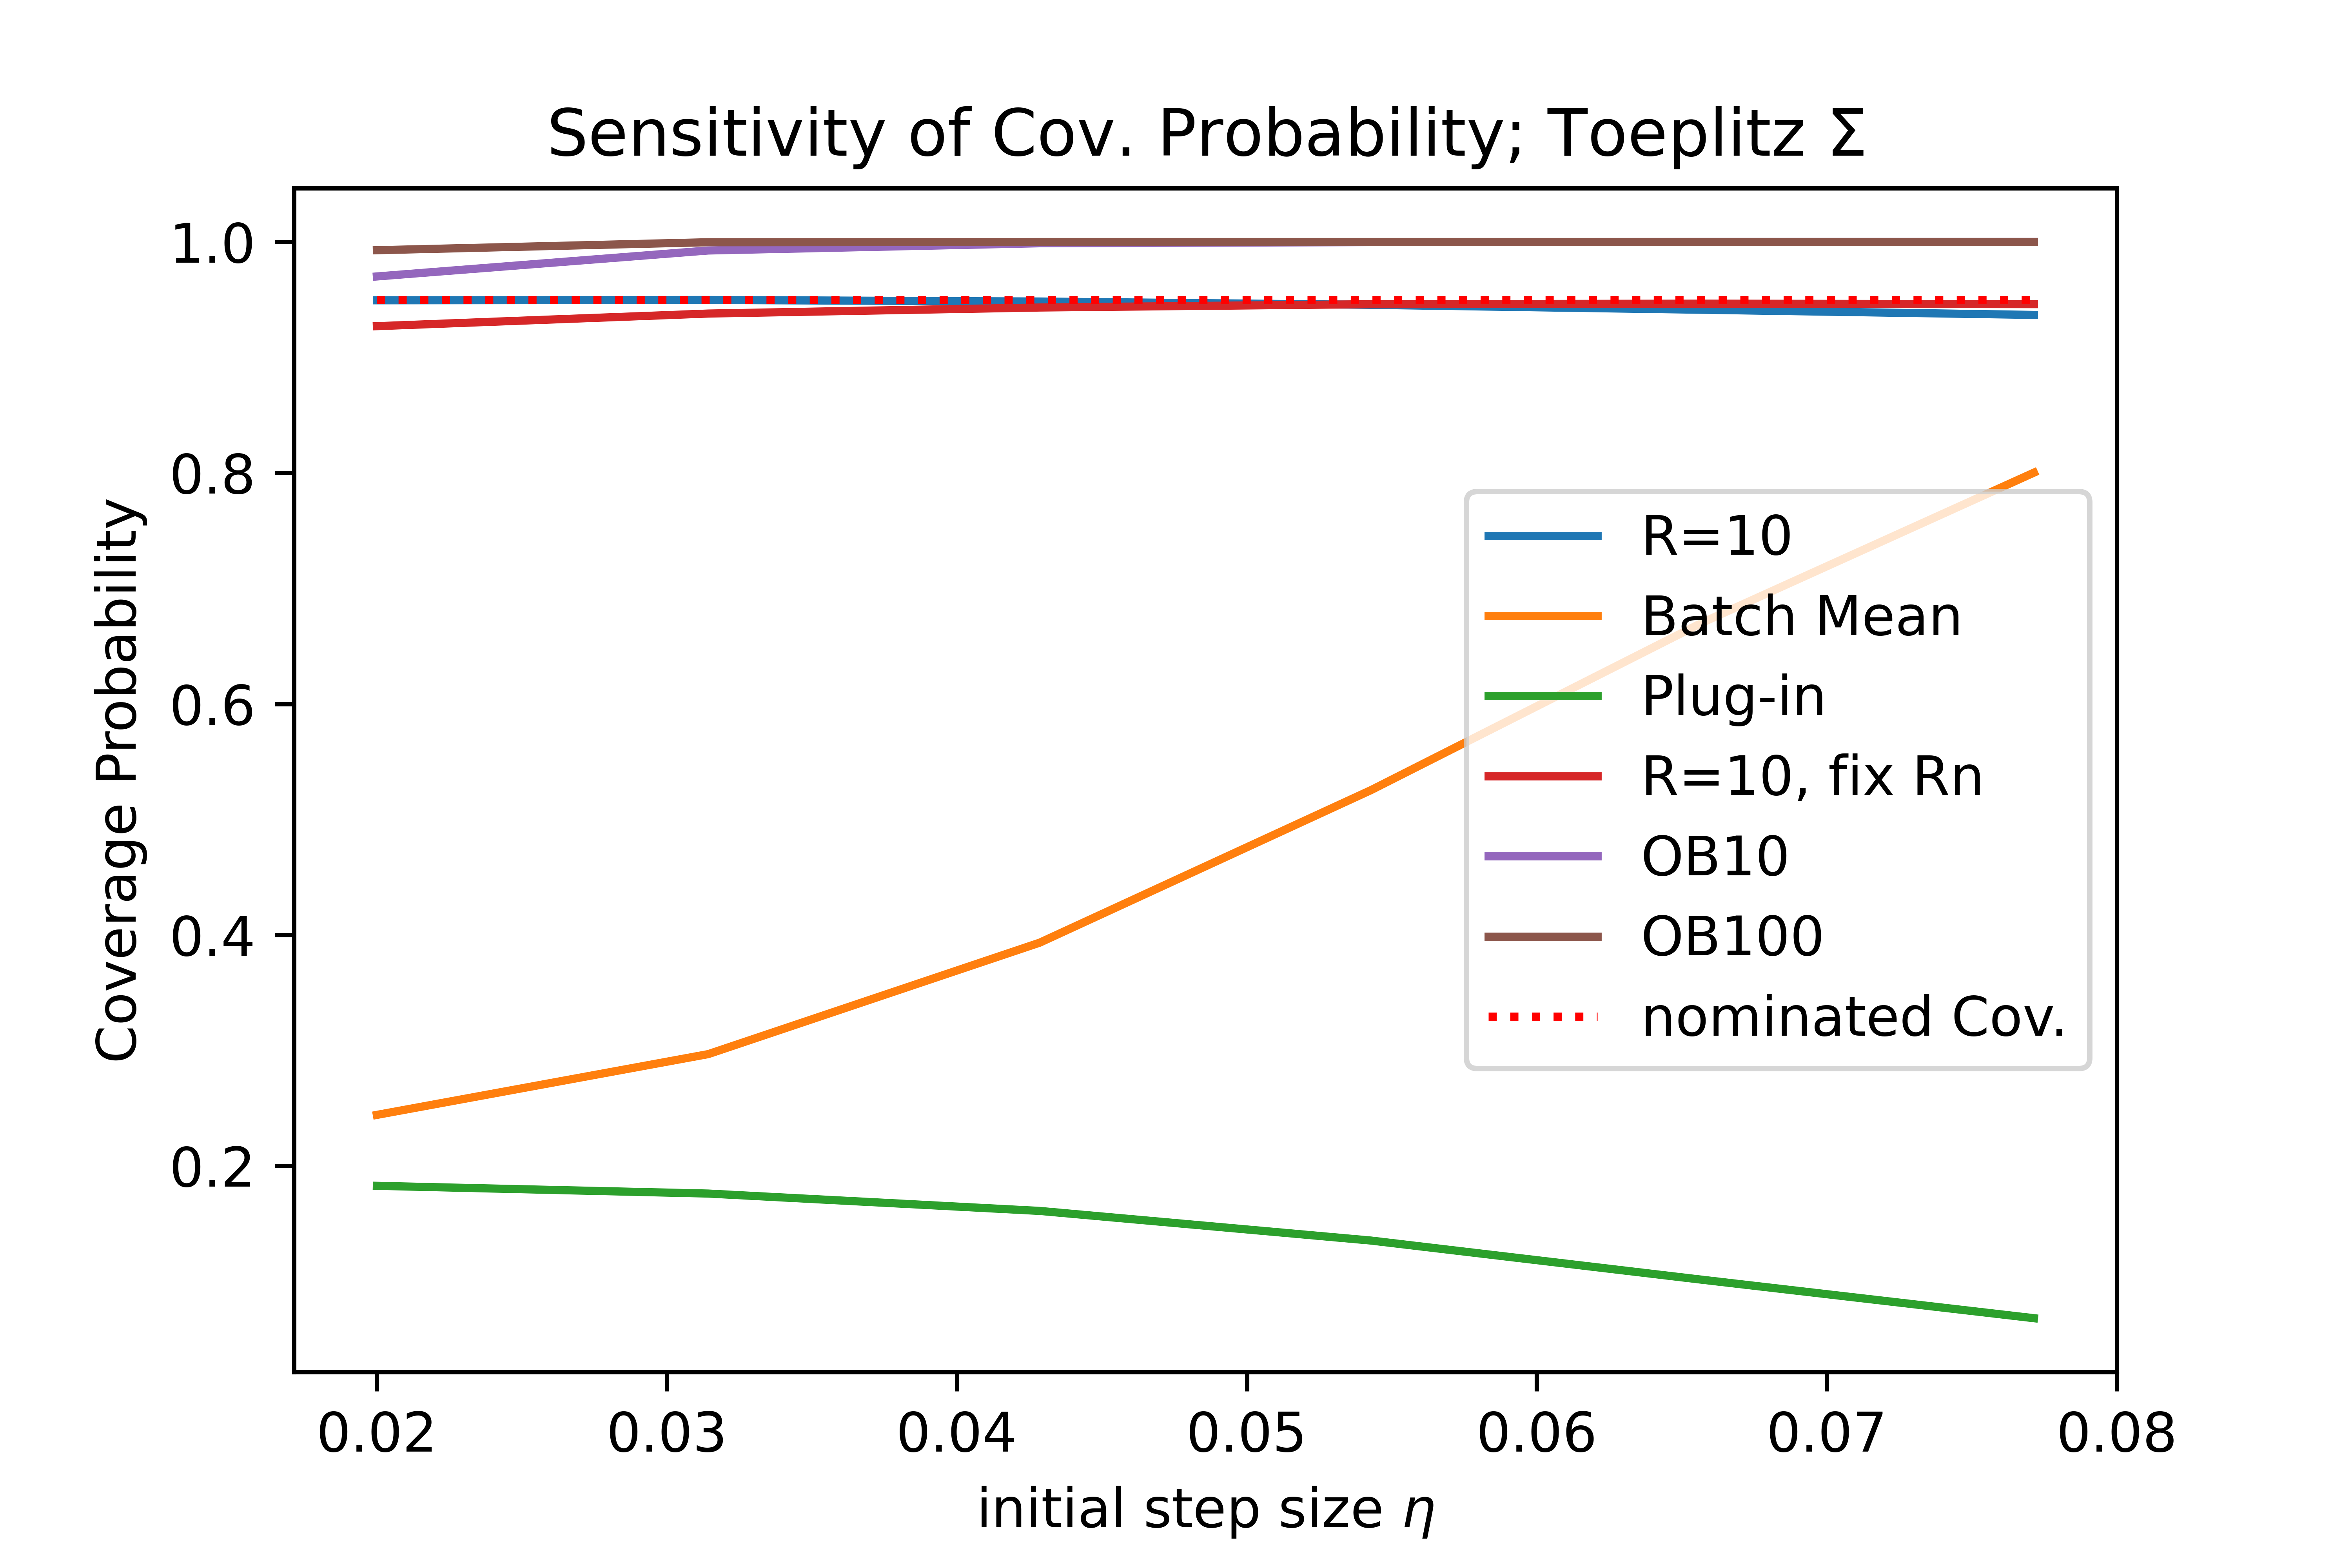 Sensitivity of Cov. Probability; Toeplitz Σ
Coverage Probability
1.0
0.8
0.6
0.4
0.2
R=10
Batch Mean
Plug-in
R=10, fix Rn
OB10
OB100
nominated Cov.
0.02 0.03 0.04 0.05 0.06 0.07 0.08
initial step size η